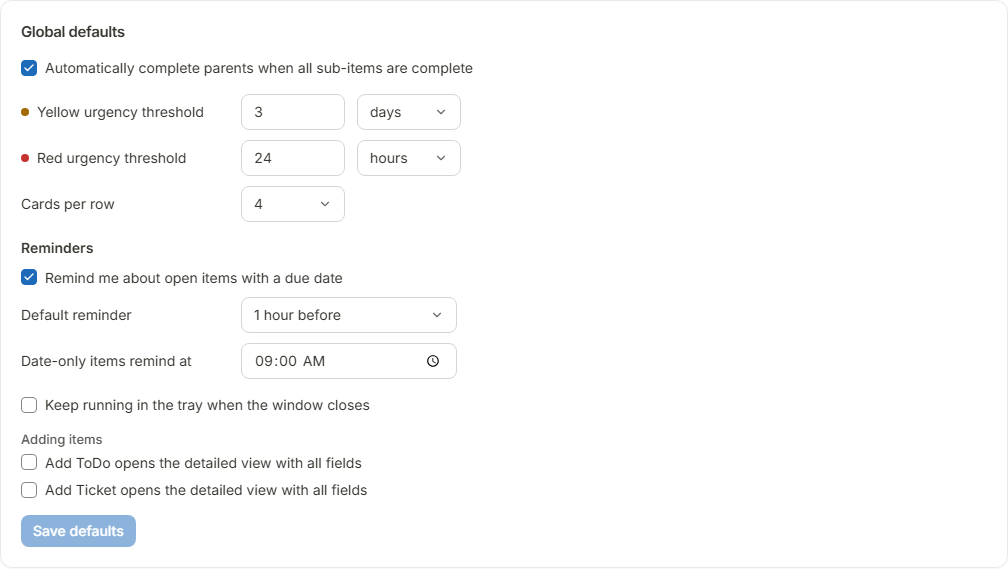 Global defaults
Automatically complete parents when all sub-items are complete
Yellow urgency threshold 3 days
Red urgency threshold 24 hours
Cards per row 4
Reminders
Remind me about open items with a due date
Default reminder 1 hour before
Date-only items remind at 09:00 AM
Keep running in the tray when the window closes
Adding items
Add ToDo opens the detailed view with all fields
Add Ticket opens the detailed view with all fields
Save defaults